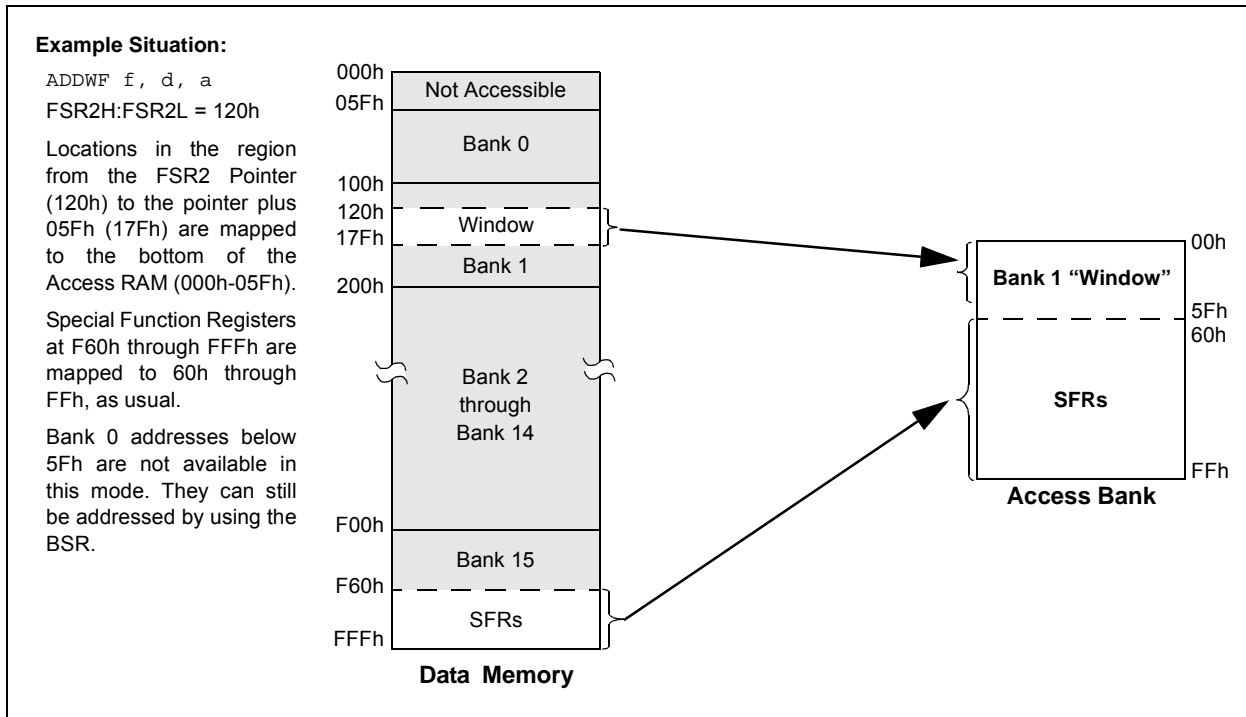 Example Situation:
ADDWF f, d, a
FSR2H:FSR2L = 120h
Locations in the region
from the FSR2 Pointer
(120h) to the pointer plus
05Fh (17Fh) are mapped
to the bottom of the
Access RAM (000h-05Fh).
Special Function Registers
at F60h through FFFh are
mapped to 60h through
FFh, as usual.
Bank 0 addresses below
5Fh are not available in
this mode. They can still
be addressed by using the
BSR.
000h
Not Accessible
05Fh
Bank 0
100h
120h
Window
17Fh
Bank 1
200h
Bank 2
through
Bank 14
F00h
Bank 15
F60h
SFRs
FFFh
Data Memory
00h
Bank 1 “Window”
5Fh
60h
SFRs
FFh
Access Bank